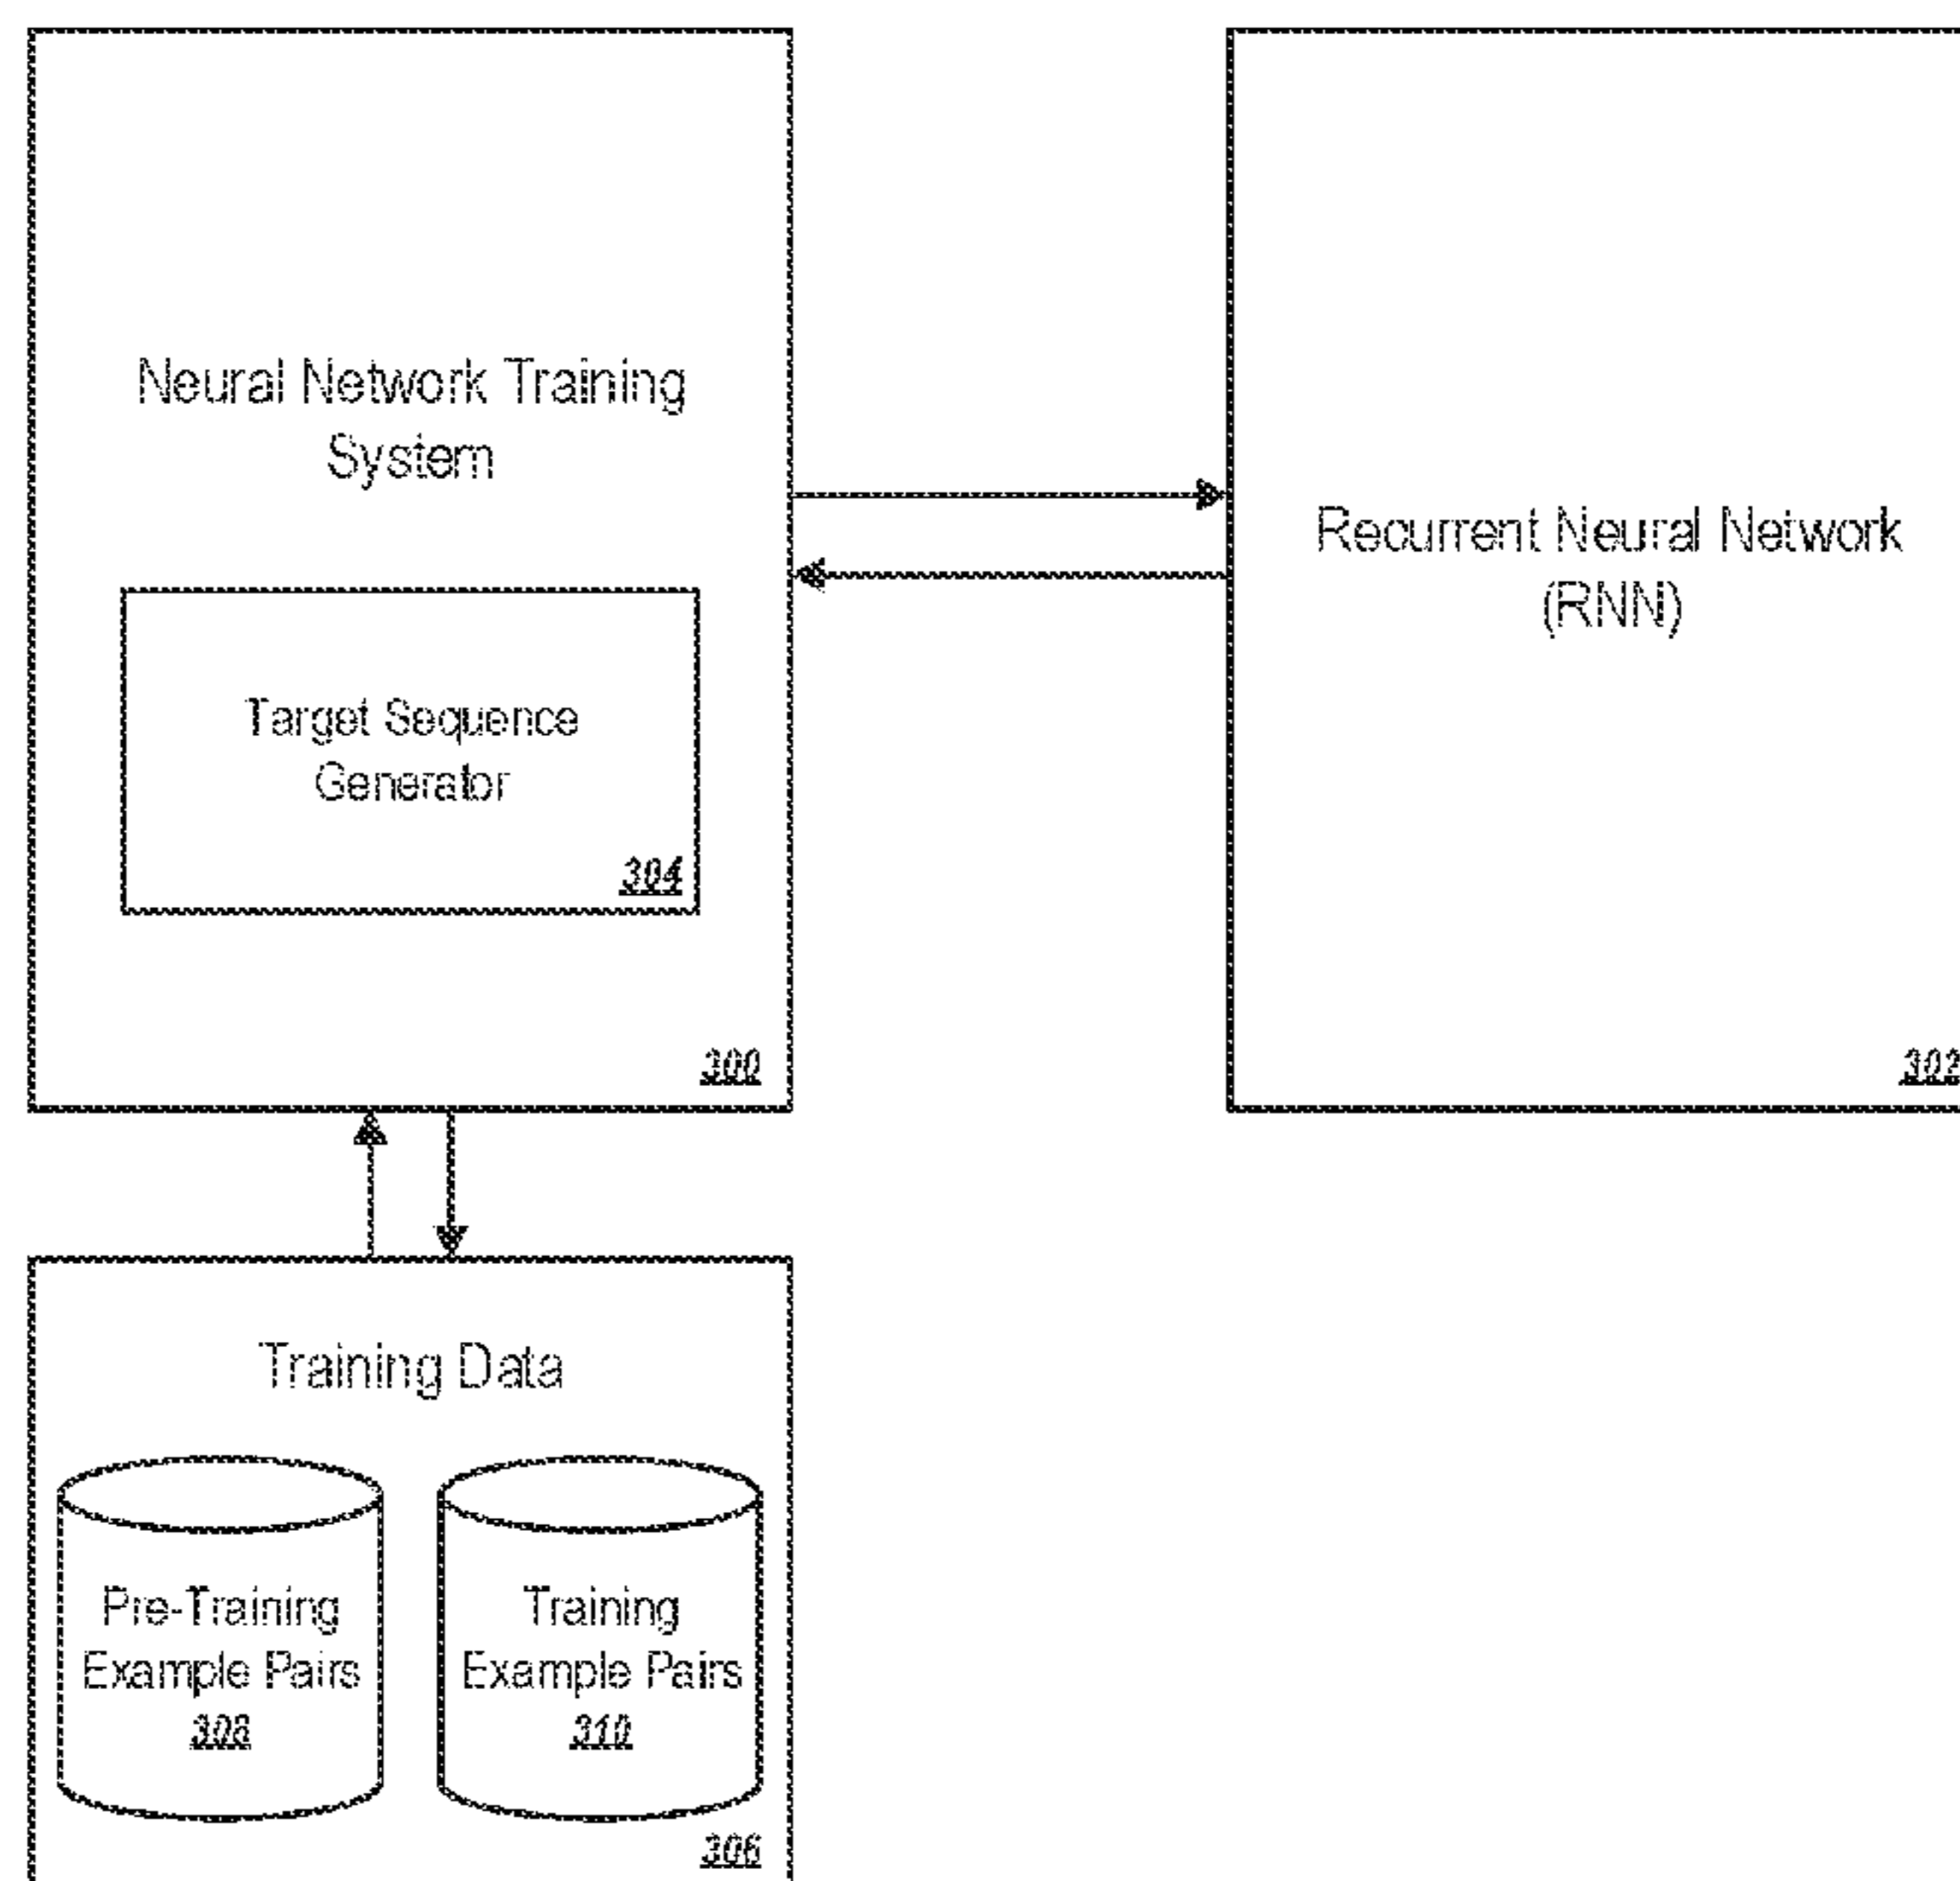 Neural Network Training
System
Target Sequence
Generator
304
300
Recurrent Neural Network
(RNN)
302
Training Data
Pre-Training
Example Pairs
308
Training
Example Pairs
310
306